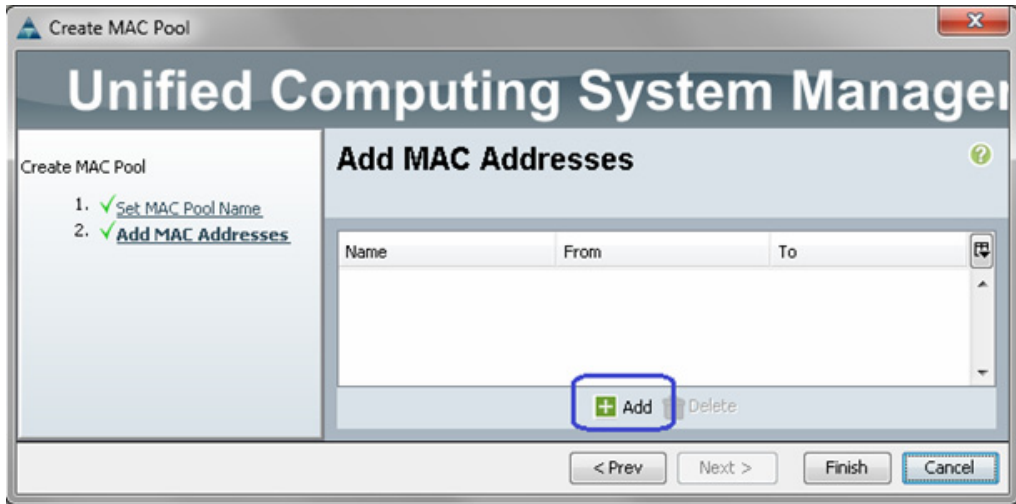 Create MAC Pool
Unified Computing System Manager
Create MAC Pool
1. Set MAC Pool Name
2. Add MAC Addresses
Add MAC Addresses
Name From To
Add Delete
< Prev Next > Finish Cancel